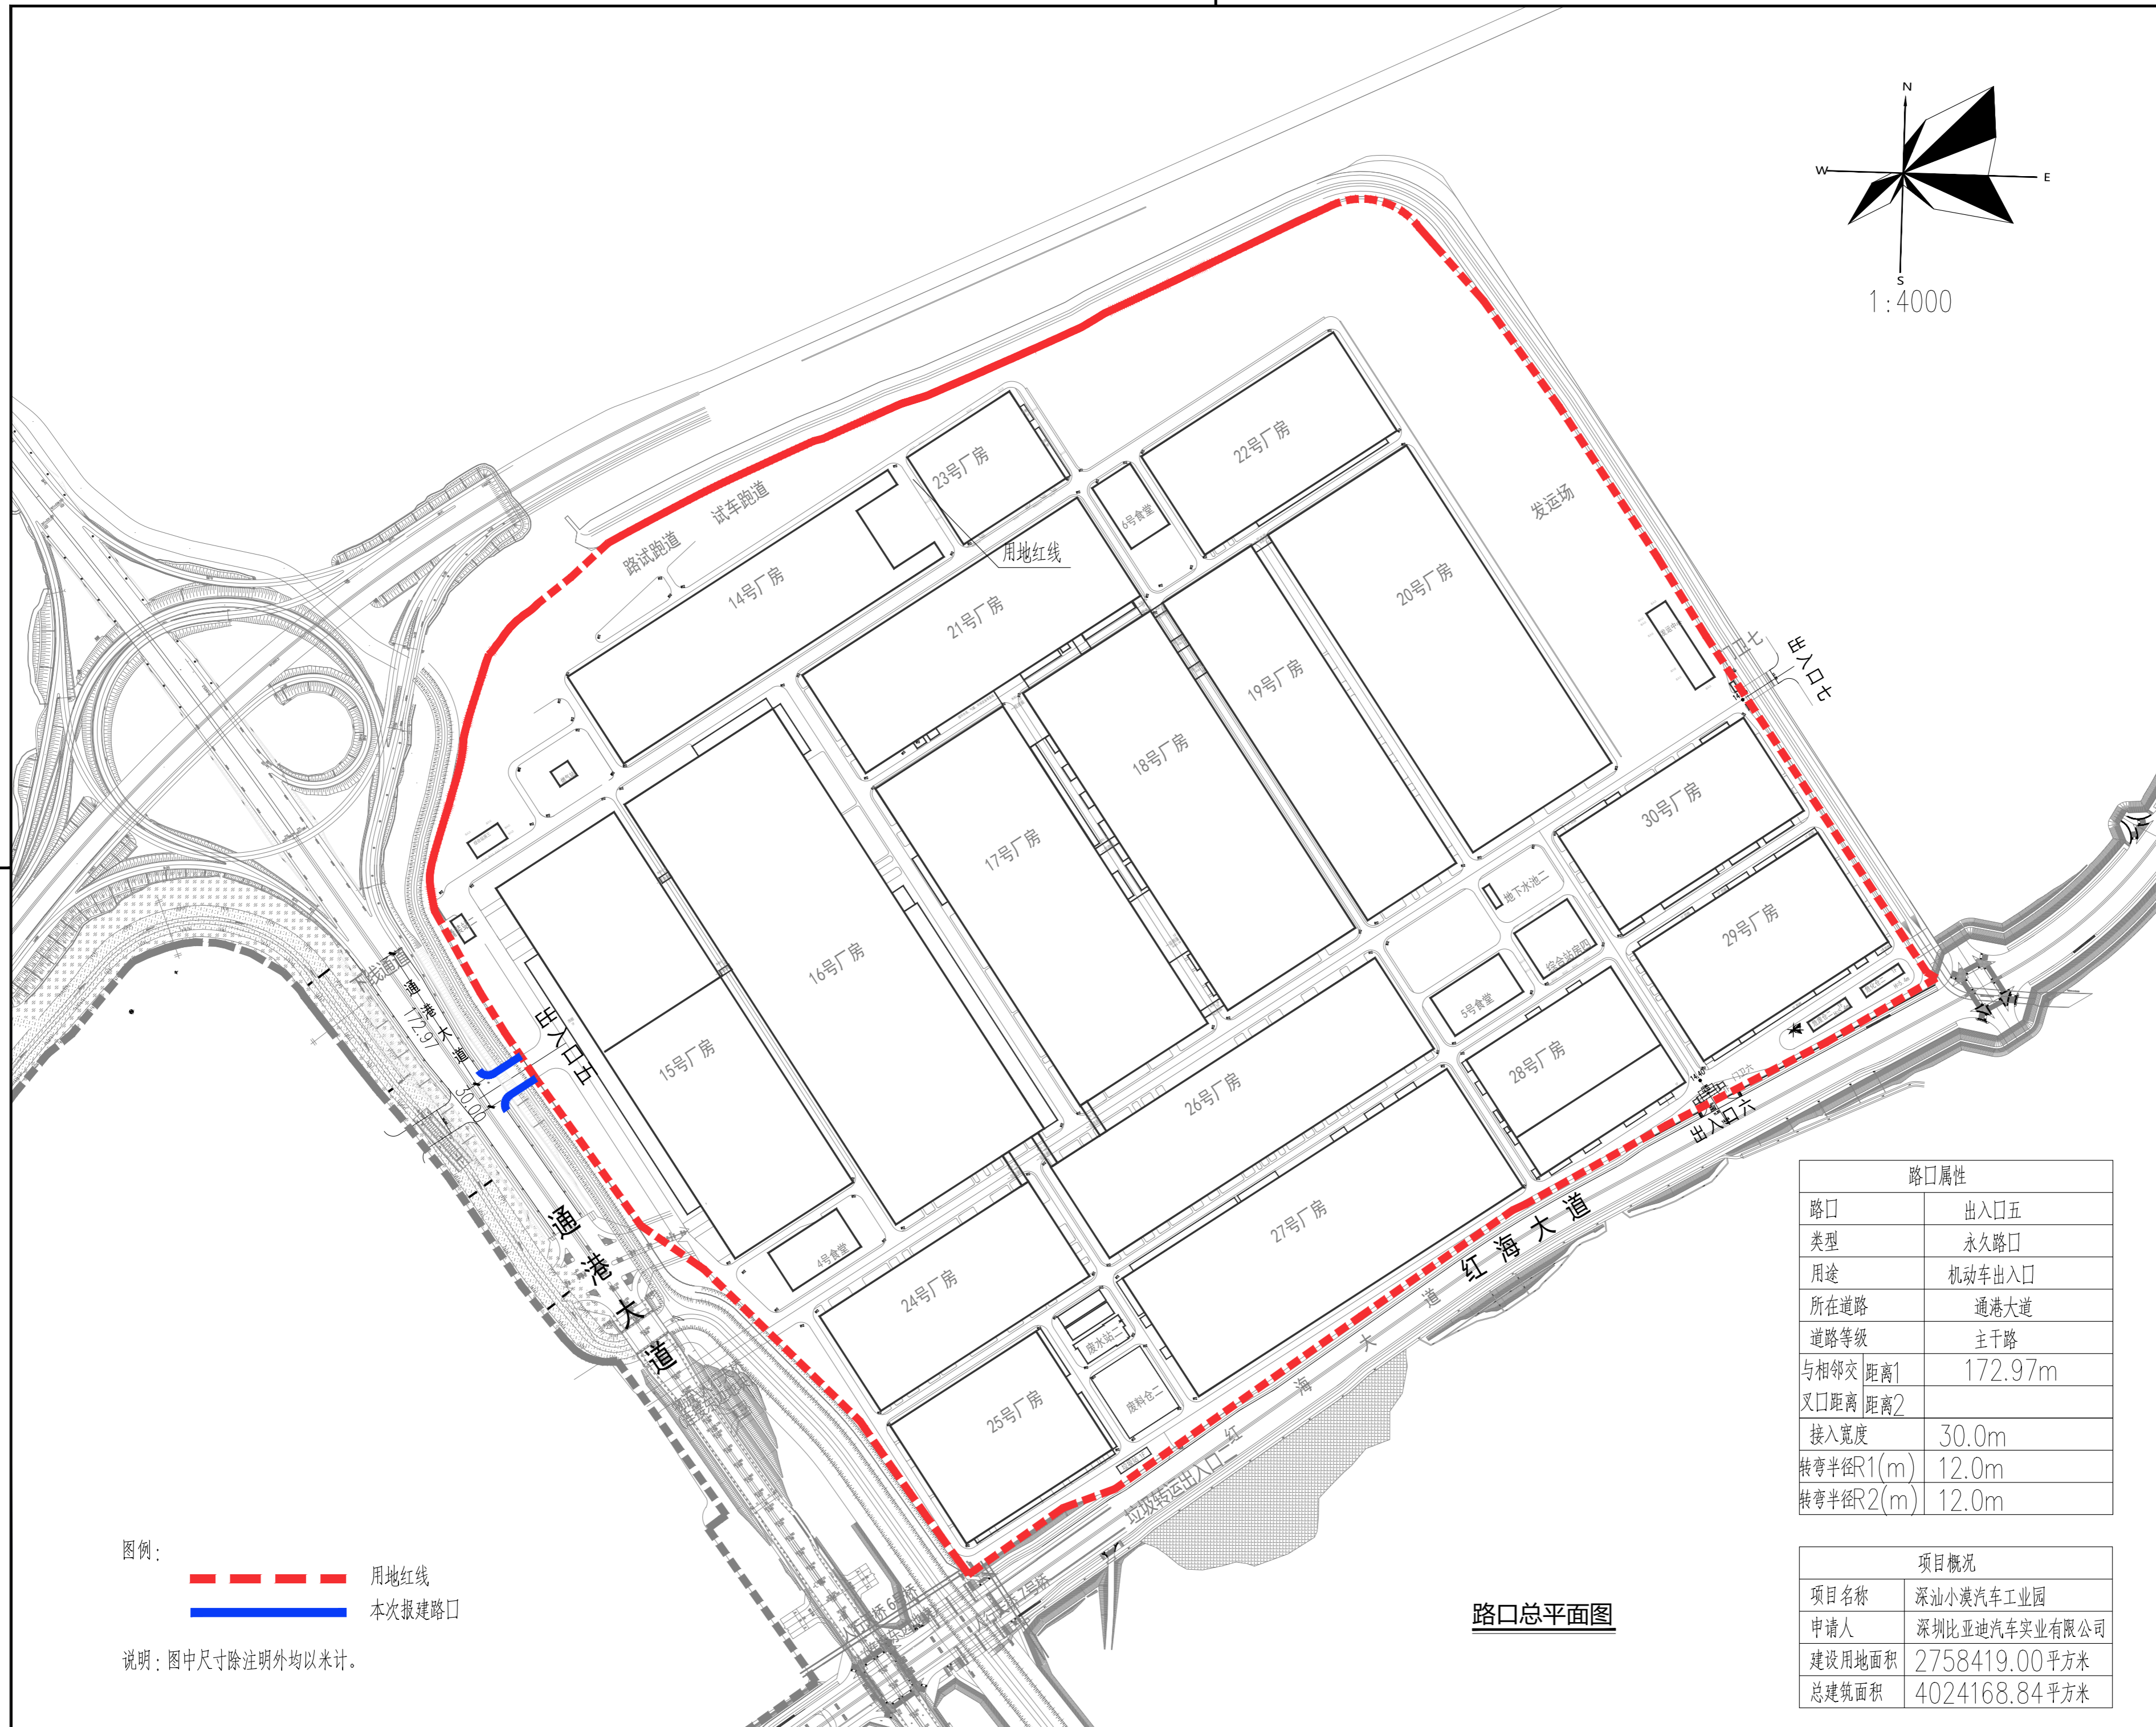 N
W
E
S
1:4000
22号厂房
23号厂房
试车跑道
路试跑道
6号食堂
发运场
用地红线
14号厂房
20号厂房
21号厂房
门卫七
出入口七
19号厂房
18号厂房
30号厂房
17号厂房
地下水池二
29号厂房
16号厂房
综合站房四
通港大道
172.97
5号食堂
出入口五
15号厂房
28号厂房
30.00
26号厂房
门卫六
出入口六
27号厂房
红海大道
通港大道
4号食堂
24号厂房
红海大道
废水站二
废料仓二
25号厂房
垃圾转运出入口二
路口属性
路口 出入口五
类型 永久路口
用途 机动车出入口
所在道路 通港大道
道路等级 主干路
与相邻交叉口距离 距离1 172.97m
距离2
接入宽度 30.0m
转弯半径R1(m) 12.0m
转弯半径R2(m) 12.0m
图例：
用地红线
本次报建路口
说明：图中尺寸除注明外均以米计。
路口总平面图
项目概况
项目名称 深汕小漠汽车工业园
申请人 深圳比亚迪汽车实业有限公司
建设用地面积 2758419.00平方米
总建筑面积 4024168.84平方米